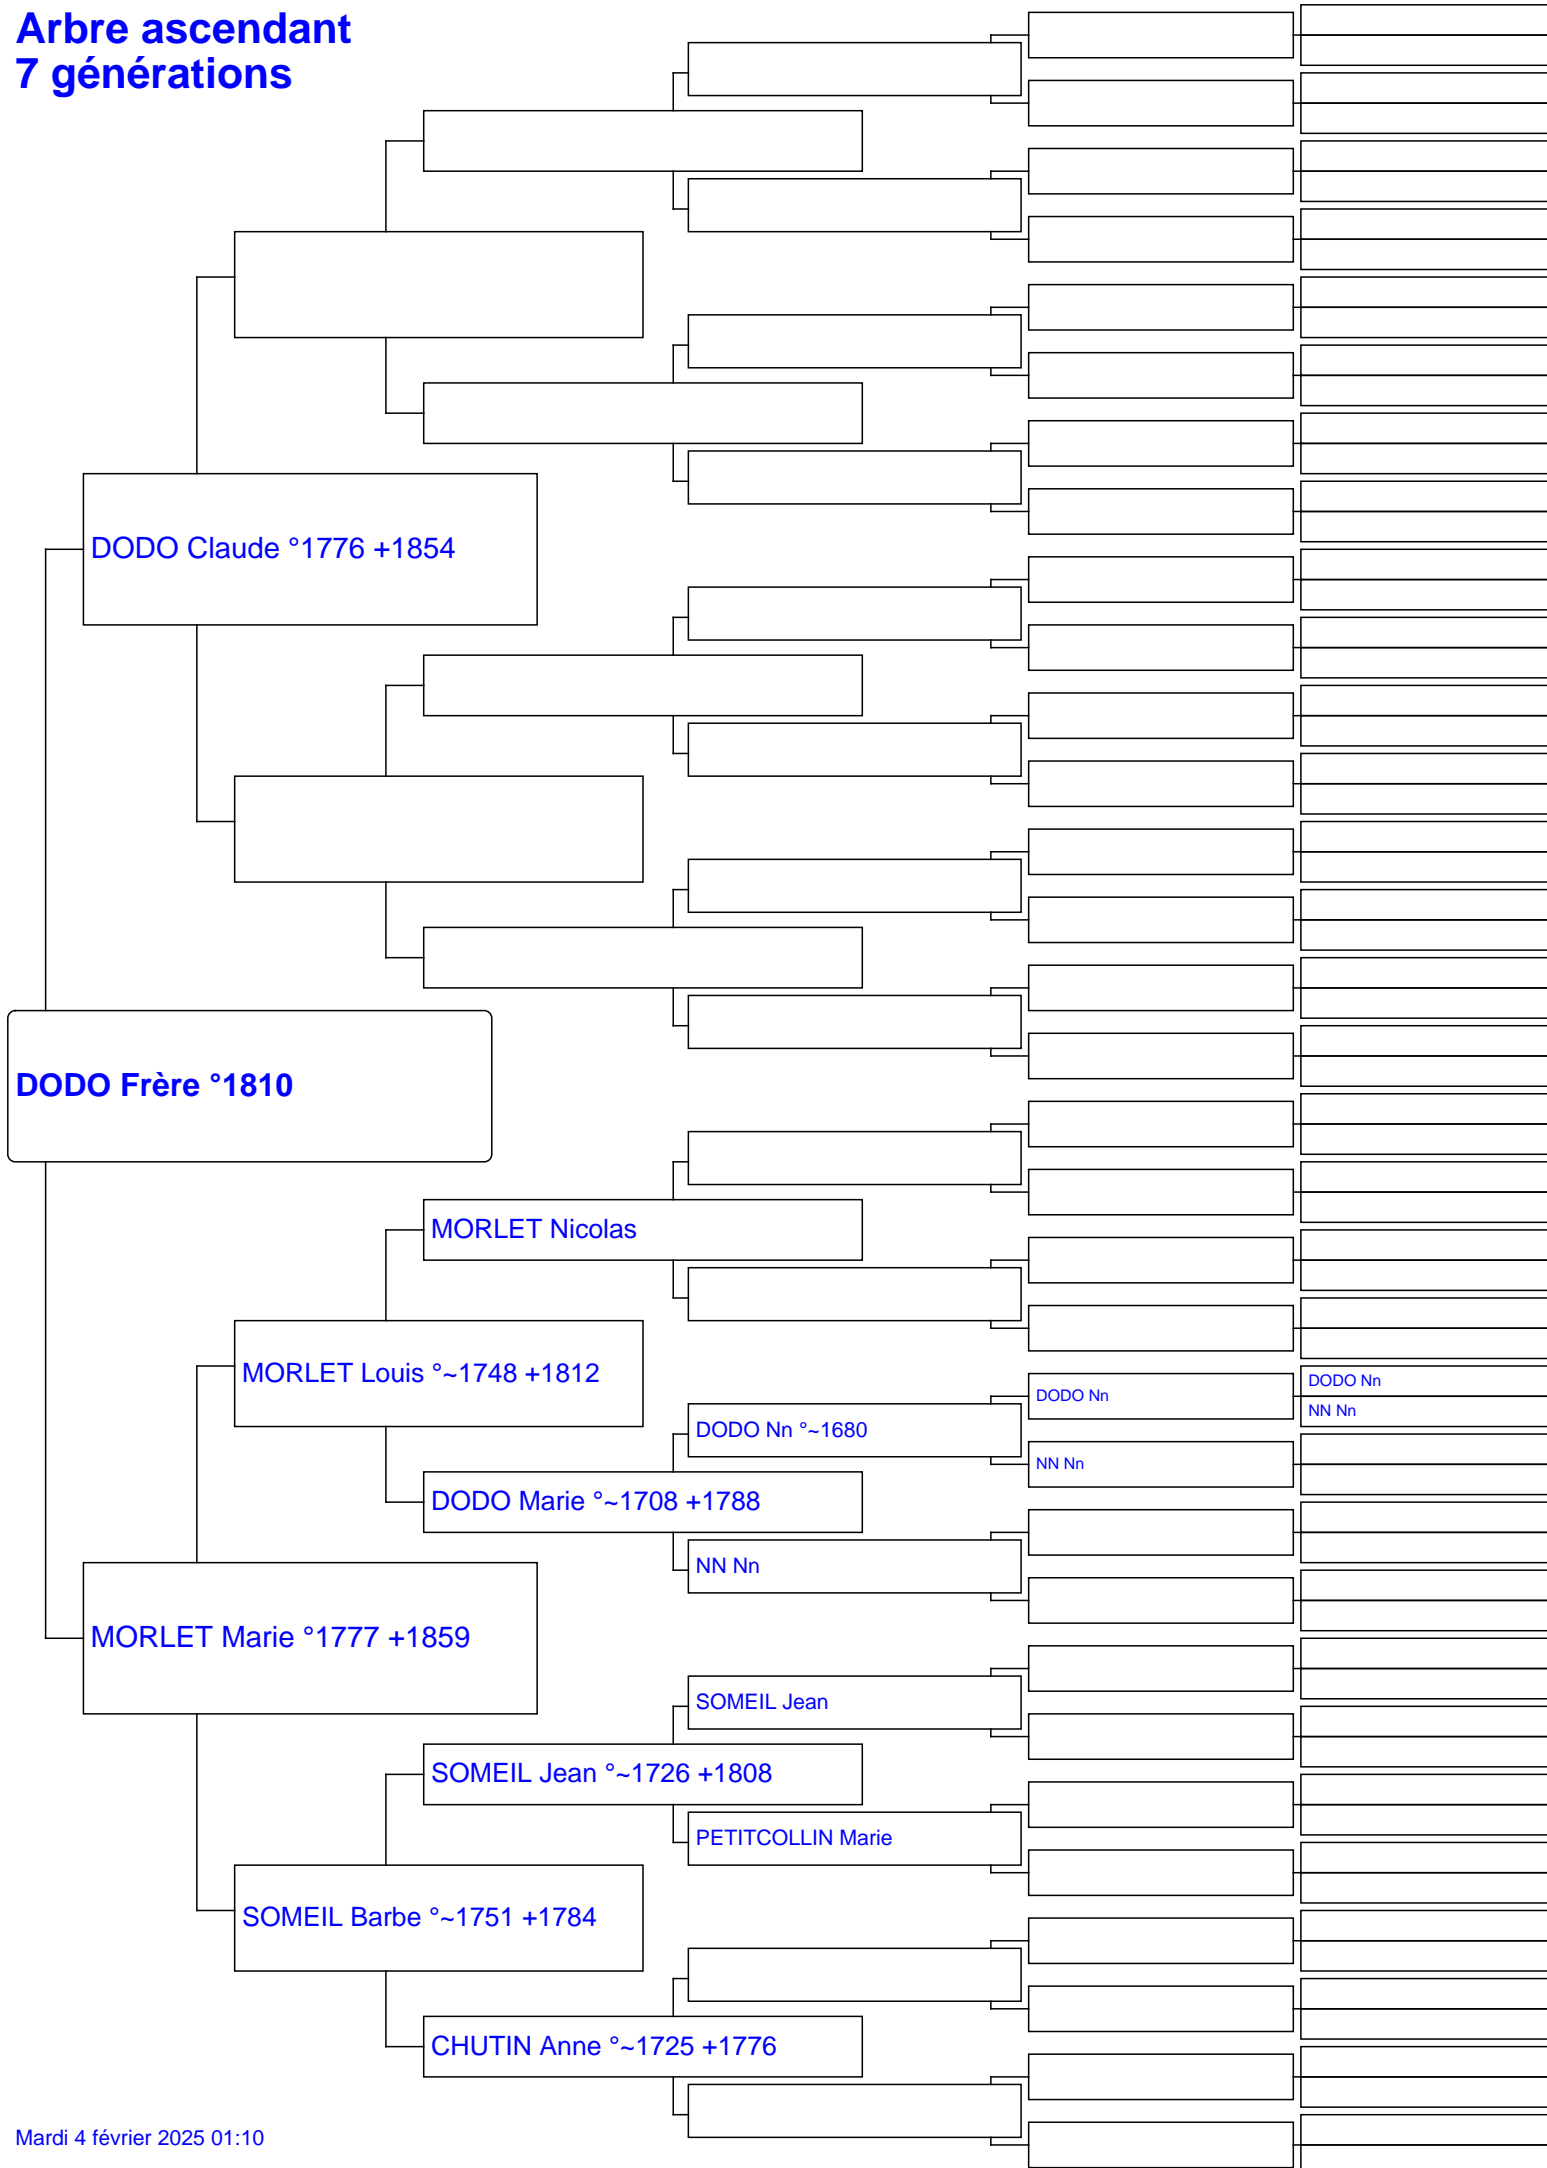 Arbre ascendant
7 générations
DODO Claude °1776 +1854
DODO Frère °1810
MORLET Nicolas
MORLET Louis °~1748 +1812
DODO Nn
DODO Nn
NN Nn
DODO Nn °~1680
NN Nn
DODO Marie °~1708 +1788
NN Nn
MORLET Marie °1777 +1859
SOMEIL Jean
SOMEIL Jean °~1726 +1808
PETITCOLLIN Marie
SOMEIL Barbe °~1751 +1784
CHUTIN Anne °~1725 +1776
Mardi 4 février 2025 01:10